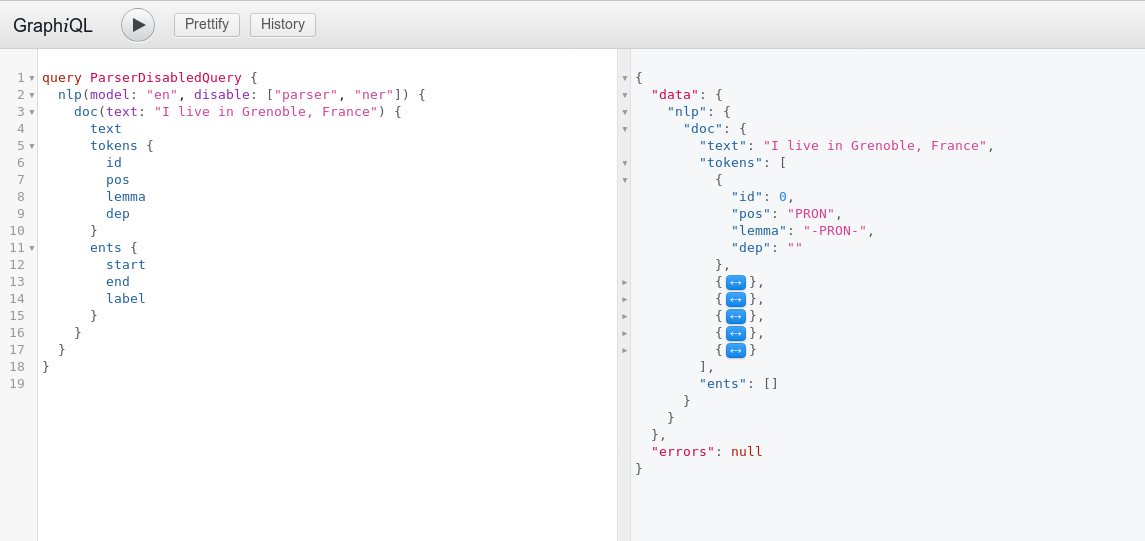 GraphiQL Prettify History
1 query ParserDisabledQuery {
2 nlp(model: "en", disable: ["parser", "ner"]) {
3 doc(text: "I live in Grenoble, France") {
4 text
5 tokens {
6 id
7 pos
8 lemma
9 dep
10 }
11 ents {
12 start
13 end
14 label
15 }
16 }
17 }
18 }
19
{
"data": {
"nlp": {
"doc": {
"text": "I live in Grenoble, France",
"tokens": [
{
"id": 0,
"pos": "PRON",
"lemma": "-PRON-",
"dep": ""
},
{↔},
{↔},
{↔},
{↔},
{↔}
],
"ents": []
}
}
},
"errors": null
}